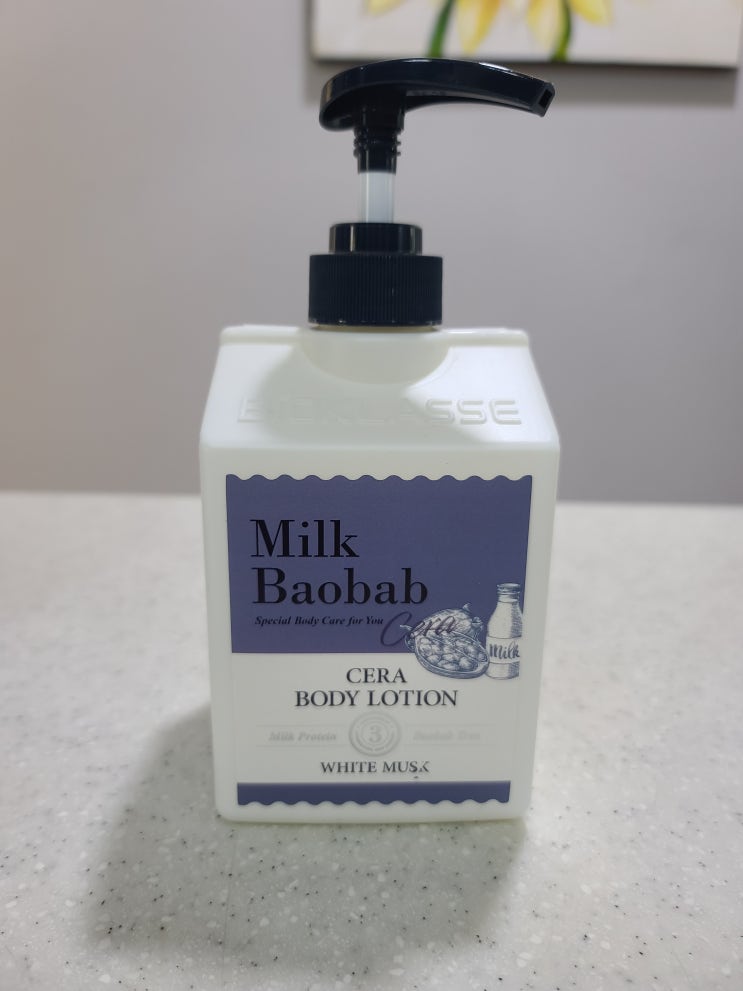 BIOKLASSE
Milk
Baobab
Special Body Care for You
Cera
Milk
CERA
BODY LOTION
Milk Protein 3 Baobab Tree
WHITE MUSK